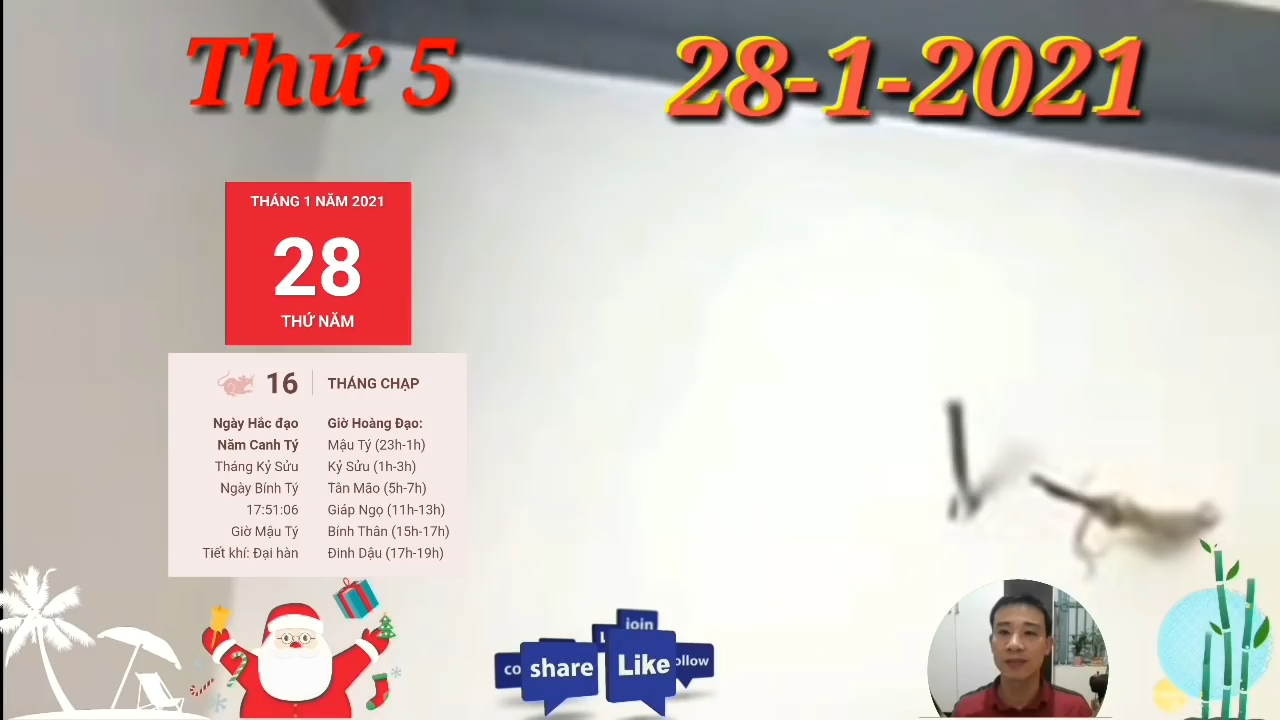 Thứ 5 28-1-2021
THÁNG 1 NĂM 2021
28
THỨ NĂM
16 THÁNG CHẠP
Ngày Hắc đạo Giờ Hoàng Đạo:
Năm Canh Tý Mậu Tý (23h-1h)
Tháng Kỷ Sửu Kỷ Sửu (1h-3h)
Ngày Bính Tý Tân Mão (5h-7h)
17:51:06 Giáp Ngọ (11h-13h)
Giờ Mậu Tý Bính Thân (15h-17h)
Tiết khí: Đại hàn Đinh Dậu (17h-19h)
join
co share Like ollow